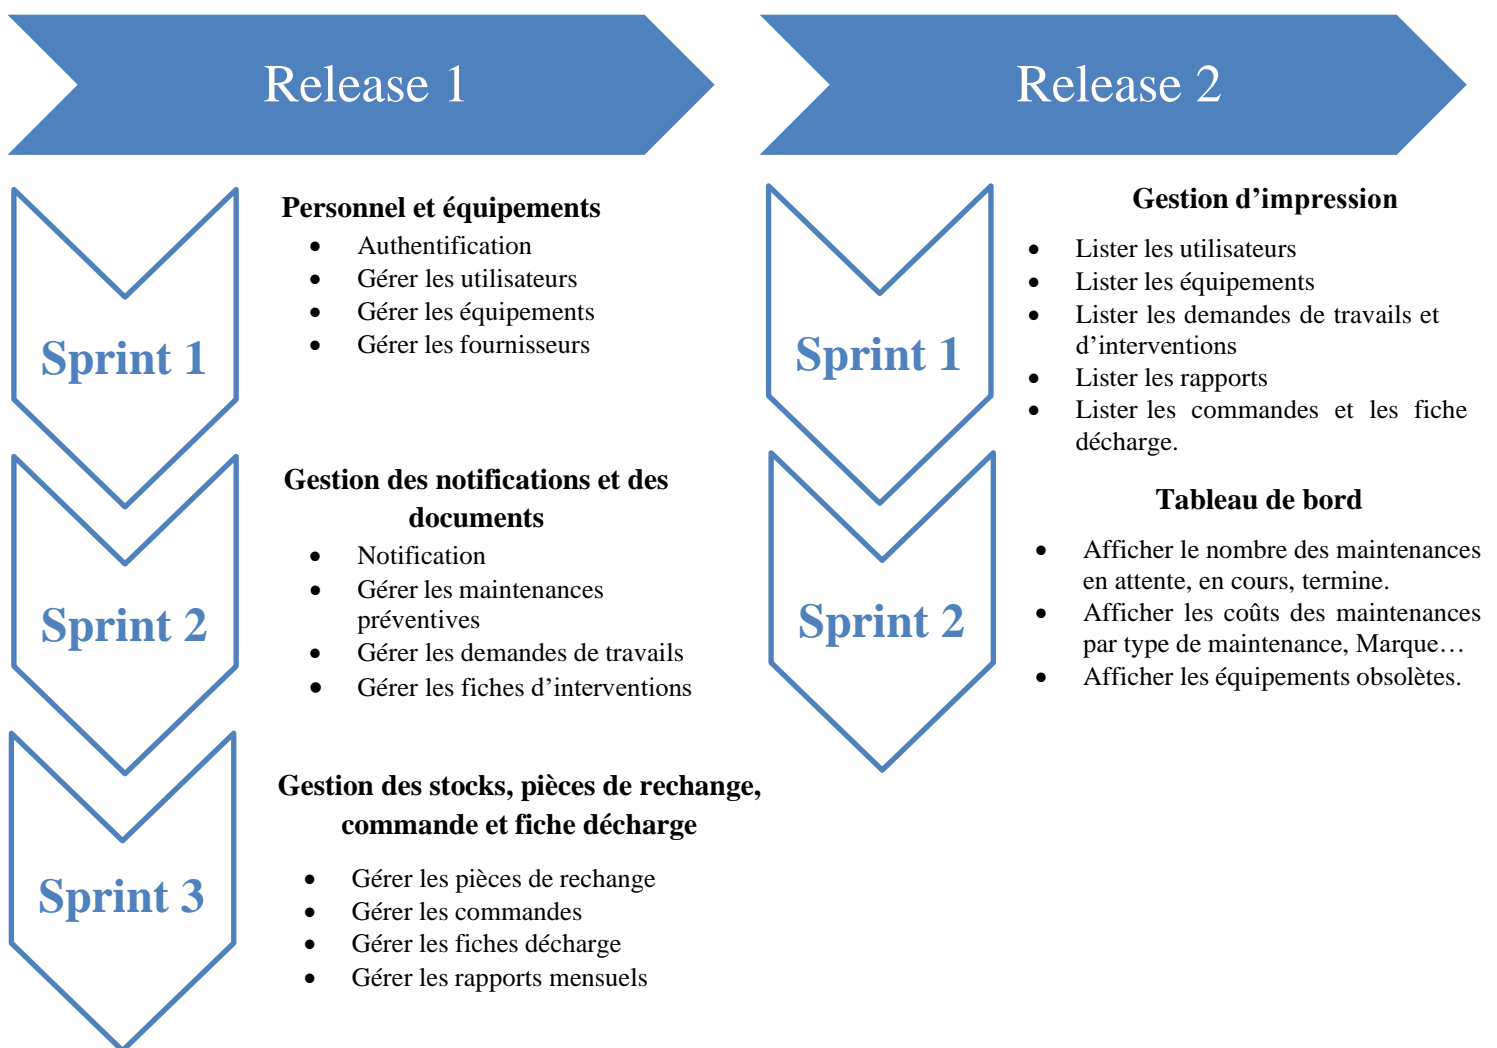 Release 1
Sprint 1
Personnel et équipements
• Authentification
• Gérer les utilisateurs
• Gérer les équipements
• Gérer les fournisseurs
Sprint 2
Gestion des notifications et des
documents
• Notification
• Gérer les maintenances
préventives
• Gérer les demandes de travails
• Gérer les fiches d’interventions
Sprint 3
Gestion des stocks, pièces de rechange,
commande et fiche décharge
• Gérer les pièces de rechange
• Gérer les commandes
• Gérer les fiches décharge
• Gérer les rapports mensuels
Release 2
Sprint 1
Gestion d’impression
• Lister les utilisateurs
• Lister les équipements
• Lister les demandes de travails et
d’interventions
• Lister les rapports
• Lister les commandes et les fiche
décharge.
Sprint 2
Tableau de bord
• Afficher le nombre des maintenances
en attente, en cours, termine.
• Afficher les coûts des maintenances
par type de maintenance, Marque…
• Afficher les équipements obsolètes.